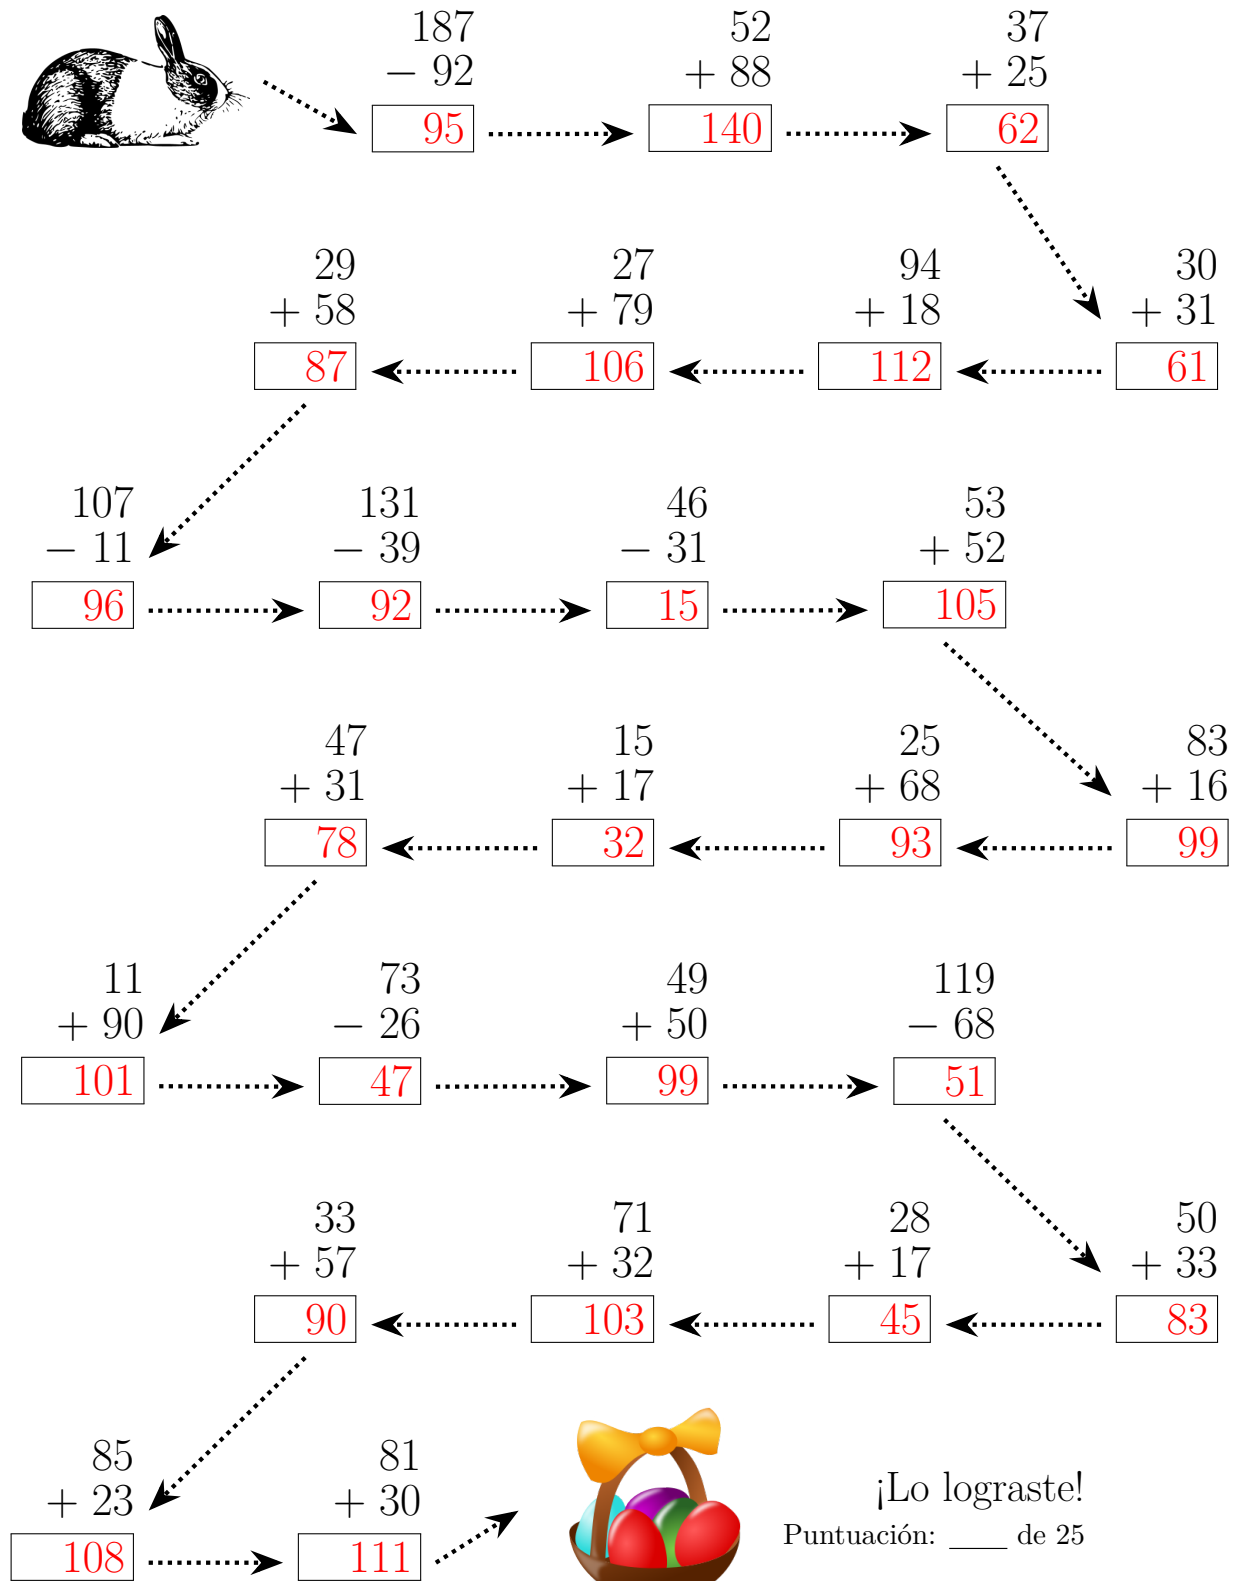 187 52 37
− 92 + 88 + 25
95 140 62
29 27 94 30
+ 58 + 79 + 18 + 31
87 106 112 61
107 131 46 53
− 11 − 39 − 31 + 52
96 92 15 105
47 15 25 83
+ 31 + 17 + 68 + 16
78 32 93 99
11 73 49 119
+ 90 − 26 + 50 − 68
101 47 99 51
33 71 28 50
+ 57 + 32 + 17 + 33
90 103 45 83
85 81
+ 23 + 30
108 111
¡Lo lograste!
Puntuación: ____ de 25